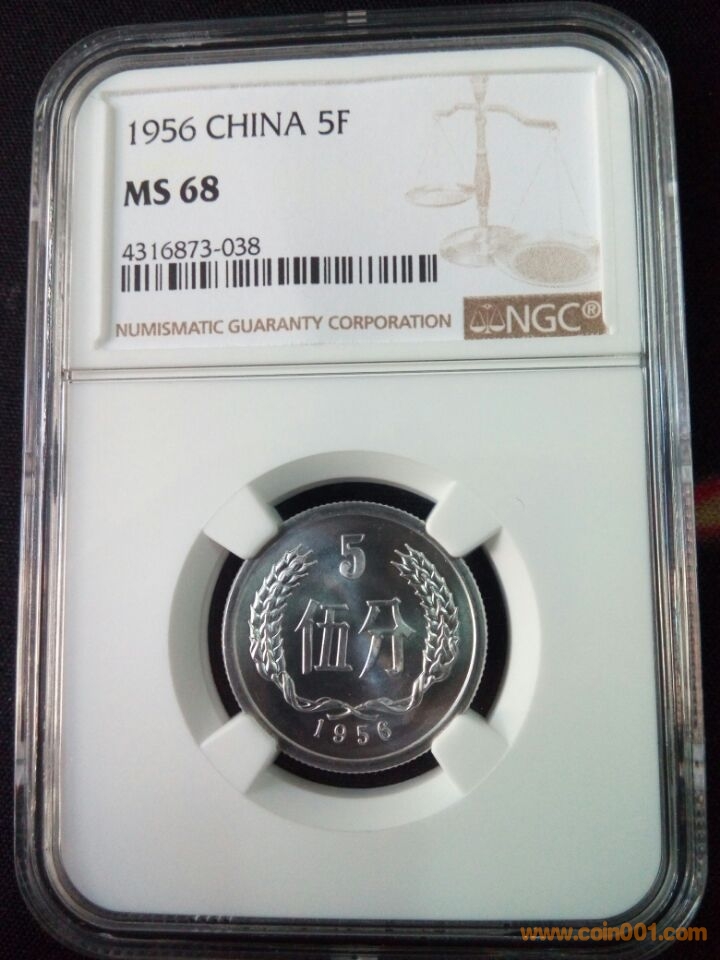 1956 CHINA 5F
MS 68
4316873-038
NUMISMATIC GUARANTY CORPORATION
NGC®
5
伍分
1956
www.coin001.com